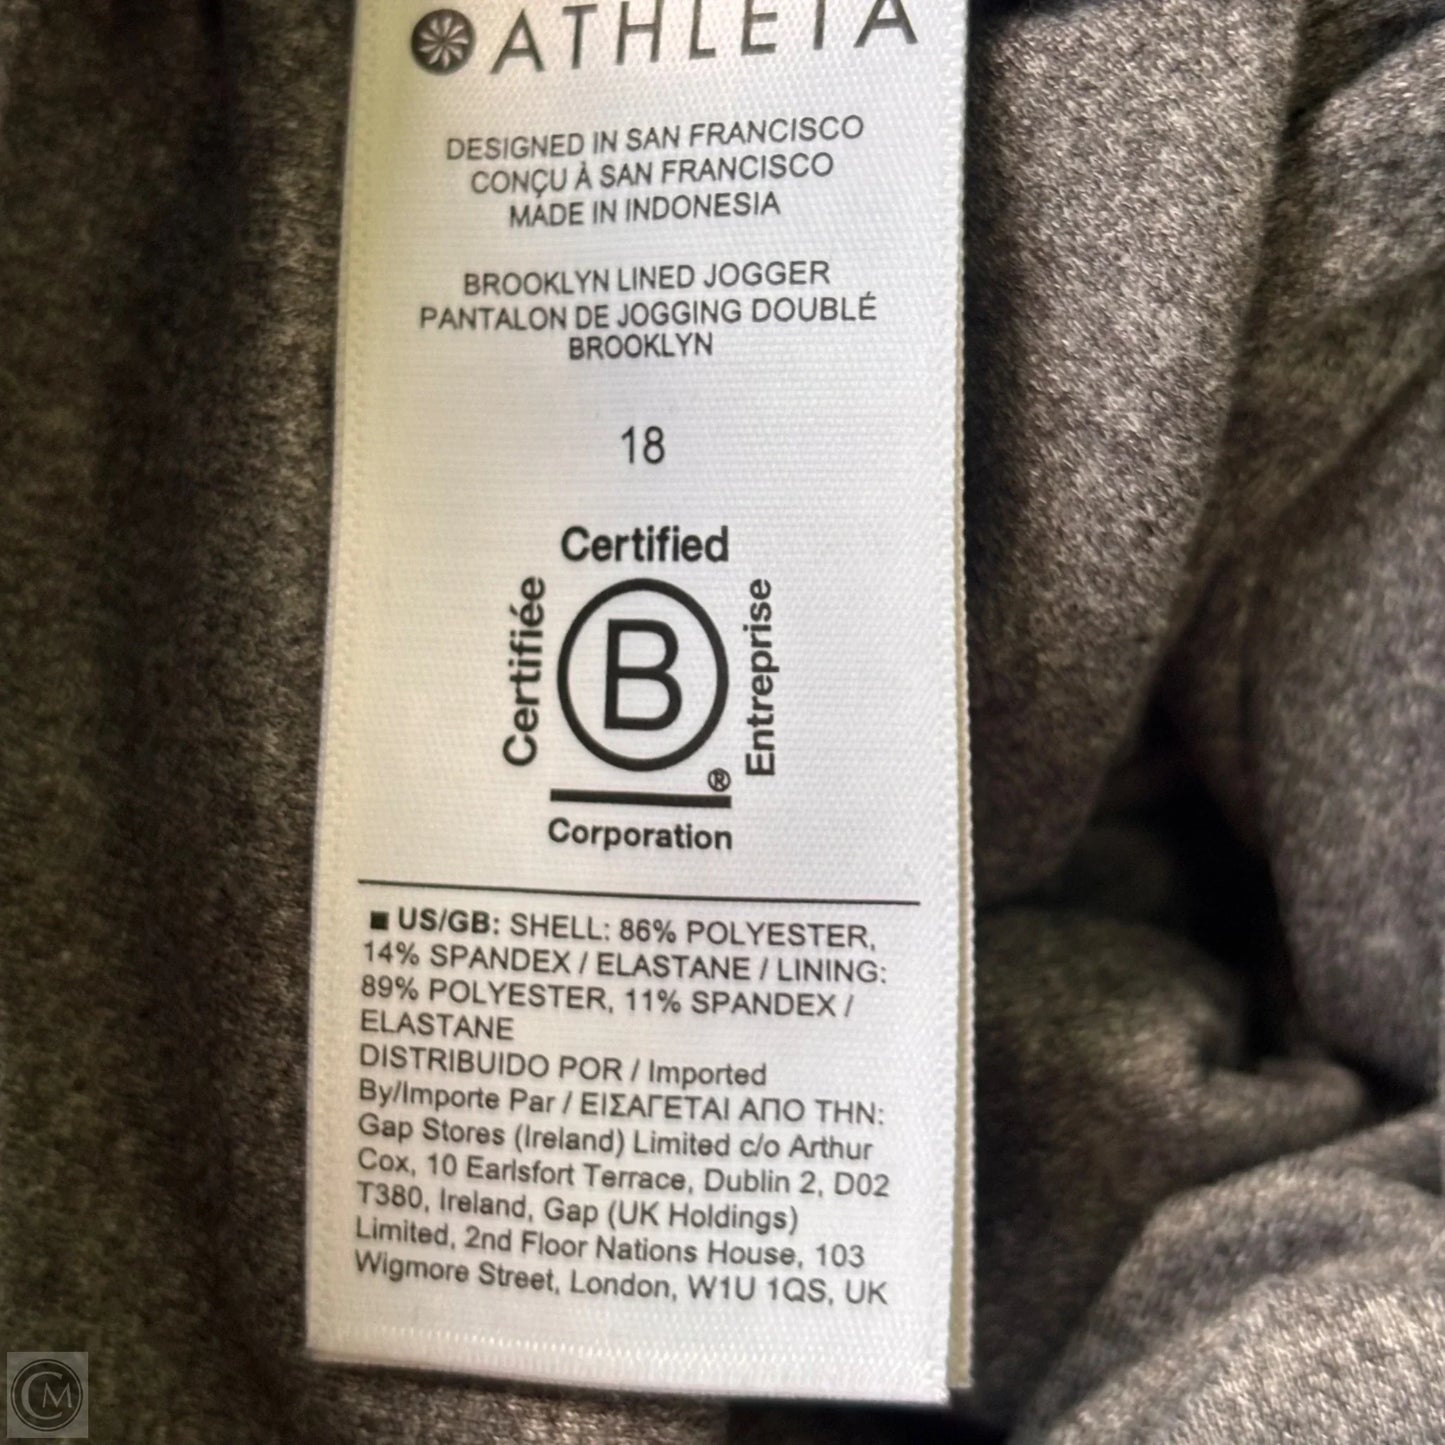 ATHLETA
DESIGNED IN SAN FRANCISCO
CONÇU À SAN FRANCISCO
MADE IN INDONESIA
BROOKLYN LINED JOGGER
PANTALON DE JOGGING DOUBLÉ
BROOKLYN
18
Certified
Certifiée
B
Entreprise
®
Corporation
■ US/GB: SHELL: 86% POLYESTER,
14% SPANDEX / ELASTANE / LINING:
89% POLYESTER, 11% SPANDEX /
ELASTANE
DISTRIBUIDO POR / Imported
By/Importe Par / ΕΙΣΑΓΕΤΑΙ ΑΠΟ ΤΗΝ:
Gap Stores (Ireland) Limited c/o Arthur
Cox, 10 Earlsfort Terrace, Dublin 2, D02
T380, Ireland, Gap (UK Holdings)
Limited, 2nd Floor Nations House, 103
Wigmore Street, London, W1U 1QS, UK
CM